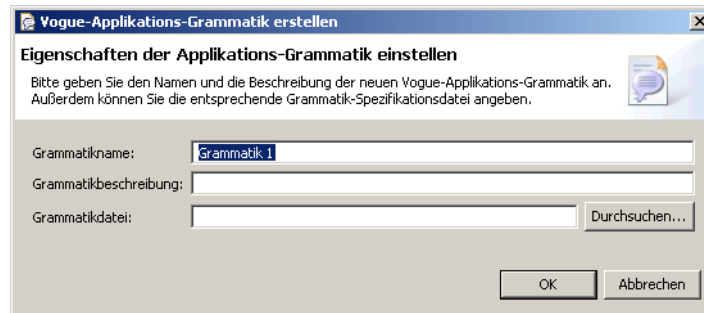 Vogue-Applikations-Grammatik erstellen
Eigenschaften der Applikations-Grammatik einstellen
Bitte geben Sie den Namen und die Beschreibung der neuen Vogue-Applikations-Grammatik an.
Außerdem können Sie die entsprechende Grammatik-Spezifikationsdatei angeben.
Grammatikname: Grammatik 1
Grammatikbeschreibung:
Grammatikdatei: Durchsuchen...
OK Abbrechen